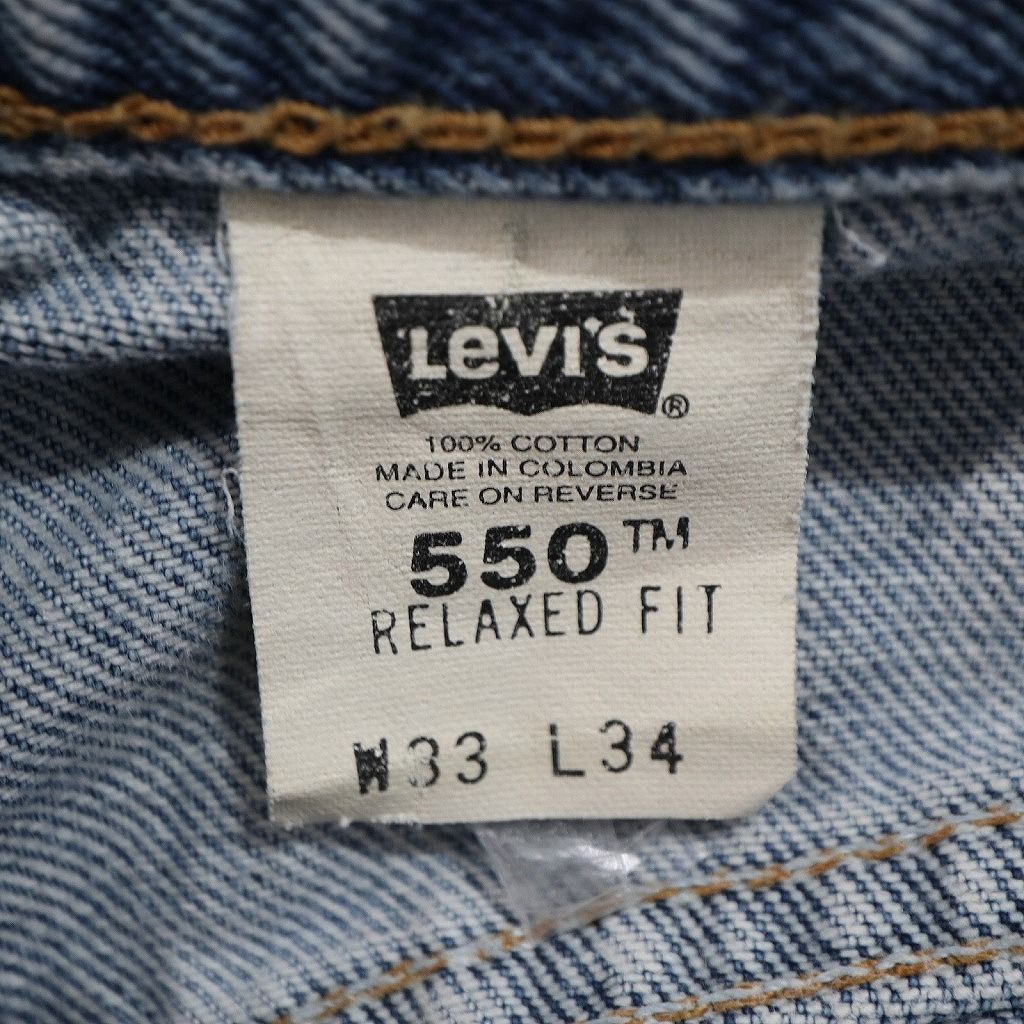 LEVI'S®
100% COTTON
MADE IN COLOMBIA
CARE ON REVERSE
550™
RELAXED FIT
W33 L34